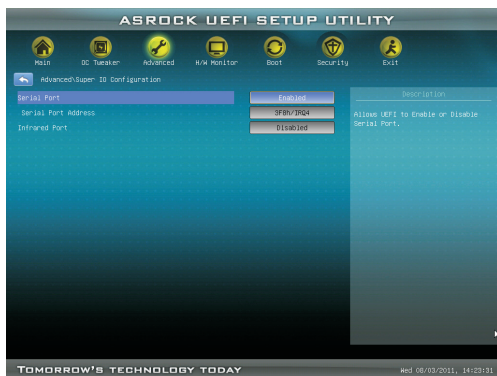 ASROCK UEFI SETUP UTILITY
Main OC Tweaker Advanced H/W Monitor Boot Security Exit
Advanced\Super IO Configuration
Description
Serial Port Enabled
Allows UEFI to Enable or Disable
Serial Port.
Serial Port Address 3F8h/IRQ4
Infrared Port Disabled
TOMORROW'S TECHNOLOGY TODAY
Wed 08/03/2011, 14:23:31